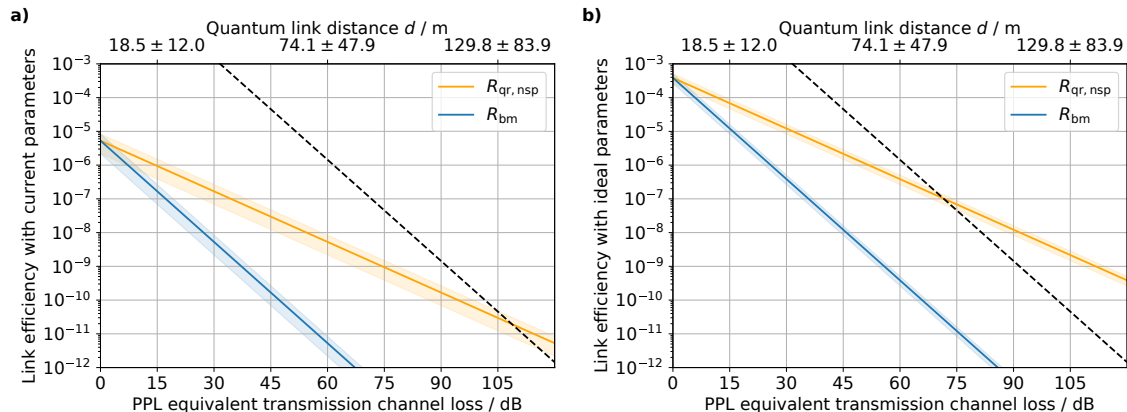 a)
Quantum link distance d / m
18.5 ± 12.0 74.1 ± 47.9 129.8 ± 83.9
Link efficiency with current parameters
10⁻³
10⁻⁴
10⁻⁵
10⁻⁶
10⁻⁷
10⁻⁸
10⁻⁹
10⁻¹⁰
10⁻¹¹
10⁻¹²
R_qr, nsp
R_bm
0 15 30 45 60 75 90 105
PPL equivalent transmission channel loss / dB
b)
Quantum link distance d / m
18.5 ± 12.0 74.1 ± 47.9 129.8 ± 83.9
Link efficiency with ideal parameters
10⁻³
10⁻⁴
10⁻⁵
10⁻⁶
10⁻⁷
10⁻⁸
10⁻⁹
10⁻¹⁰
10⁻¹¹
10⁻¹²
R_qr, nsp
R_bm
0 15 30 45 60 75 90 105
PPL equivalent transmission channel loss / dB